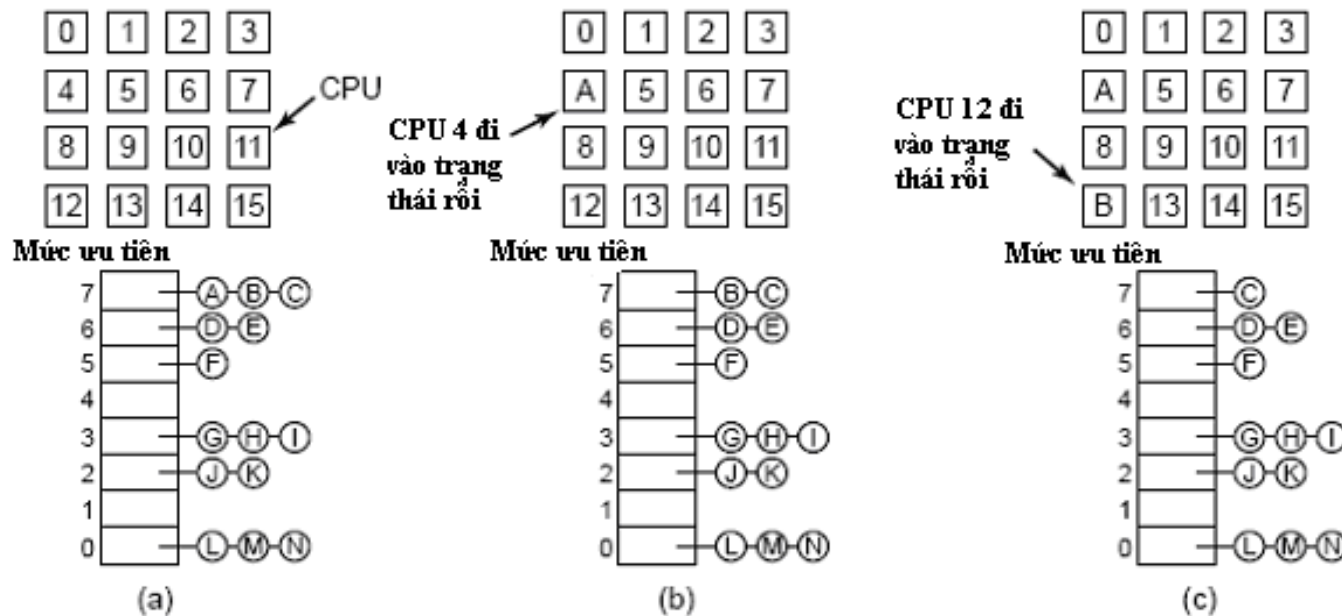 0 1 2 3
4 5 6 7
CPU
8 9 10 11
12 13 14 15
Mức ưu tiên
7 A B C
6 D E
5 F
4
3 G H I
2 J K
1
0 L M N
(a)
0 1 2 3
A 5 6 7
CPU 4 đi
vào trạng
thái rồi
8 9 10 11
12 13 14 15
Mức ưu tiên
7 B C
6 D E
5 F
4
3 G H I
2 J K
1
0 L M N
(b)
0 1 2 3
A 5 6 7
CPU 12 đi
vào trạng
thái rồi
8 9 10 11
B 13 14 15
Mức ưu tiên
7 C
6 D E
5 F
4
3 G H I
2 J K
1
0 L M N
(c)